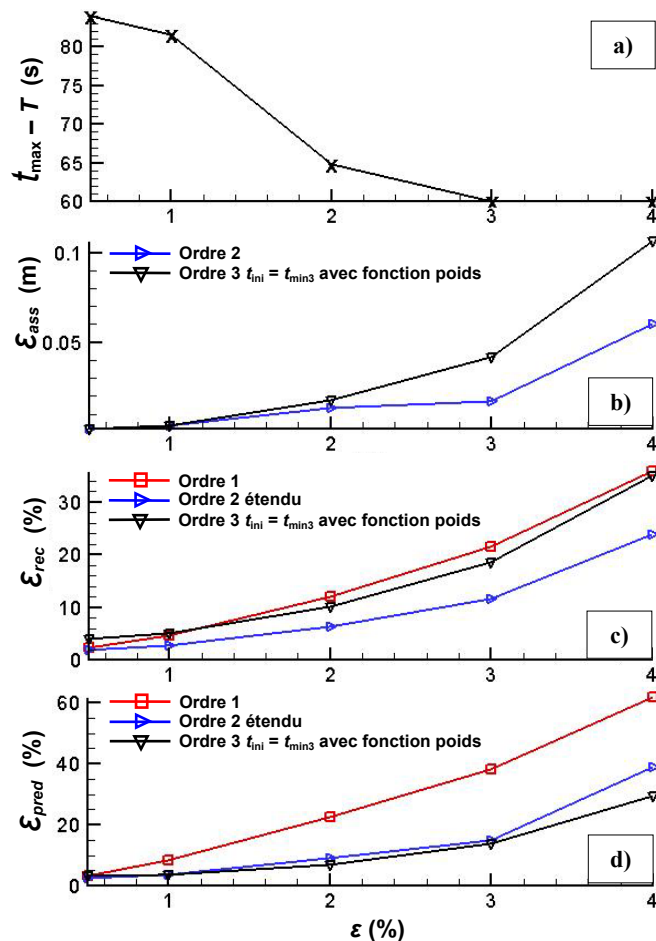 a)
t_max − T (s)
80
75
70
65
60
1 2 3 4
b)
Ordre 2
Ordre 3 t_ini = t_min3 avec fonction poids
ε_ass (m)
0.1
0.05
1 2 3 4
c)
Ordre 1
Ordre 2 étendu
Ordre 3 t_ini = t_min3 avec fonction poids
ε_rec (%)
30
20
10
0
1 2 3 4
d)
Ordre 1
Ordre 2 étendu
Ordre 3 t_ini = t_min3 avec fonction poids
ε_pred (%)
60
40
20
0
1 2 3 4
ε (%)